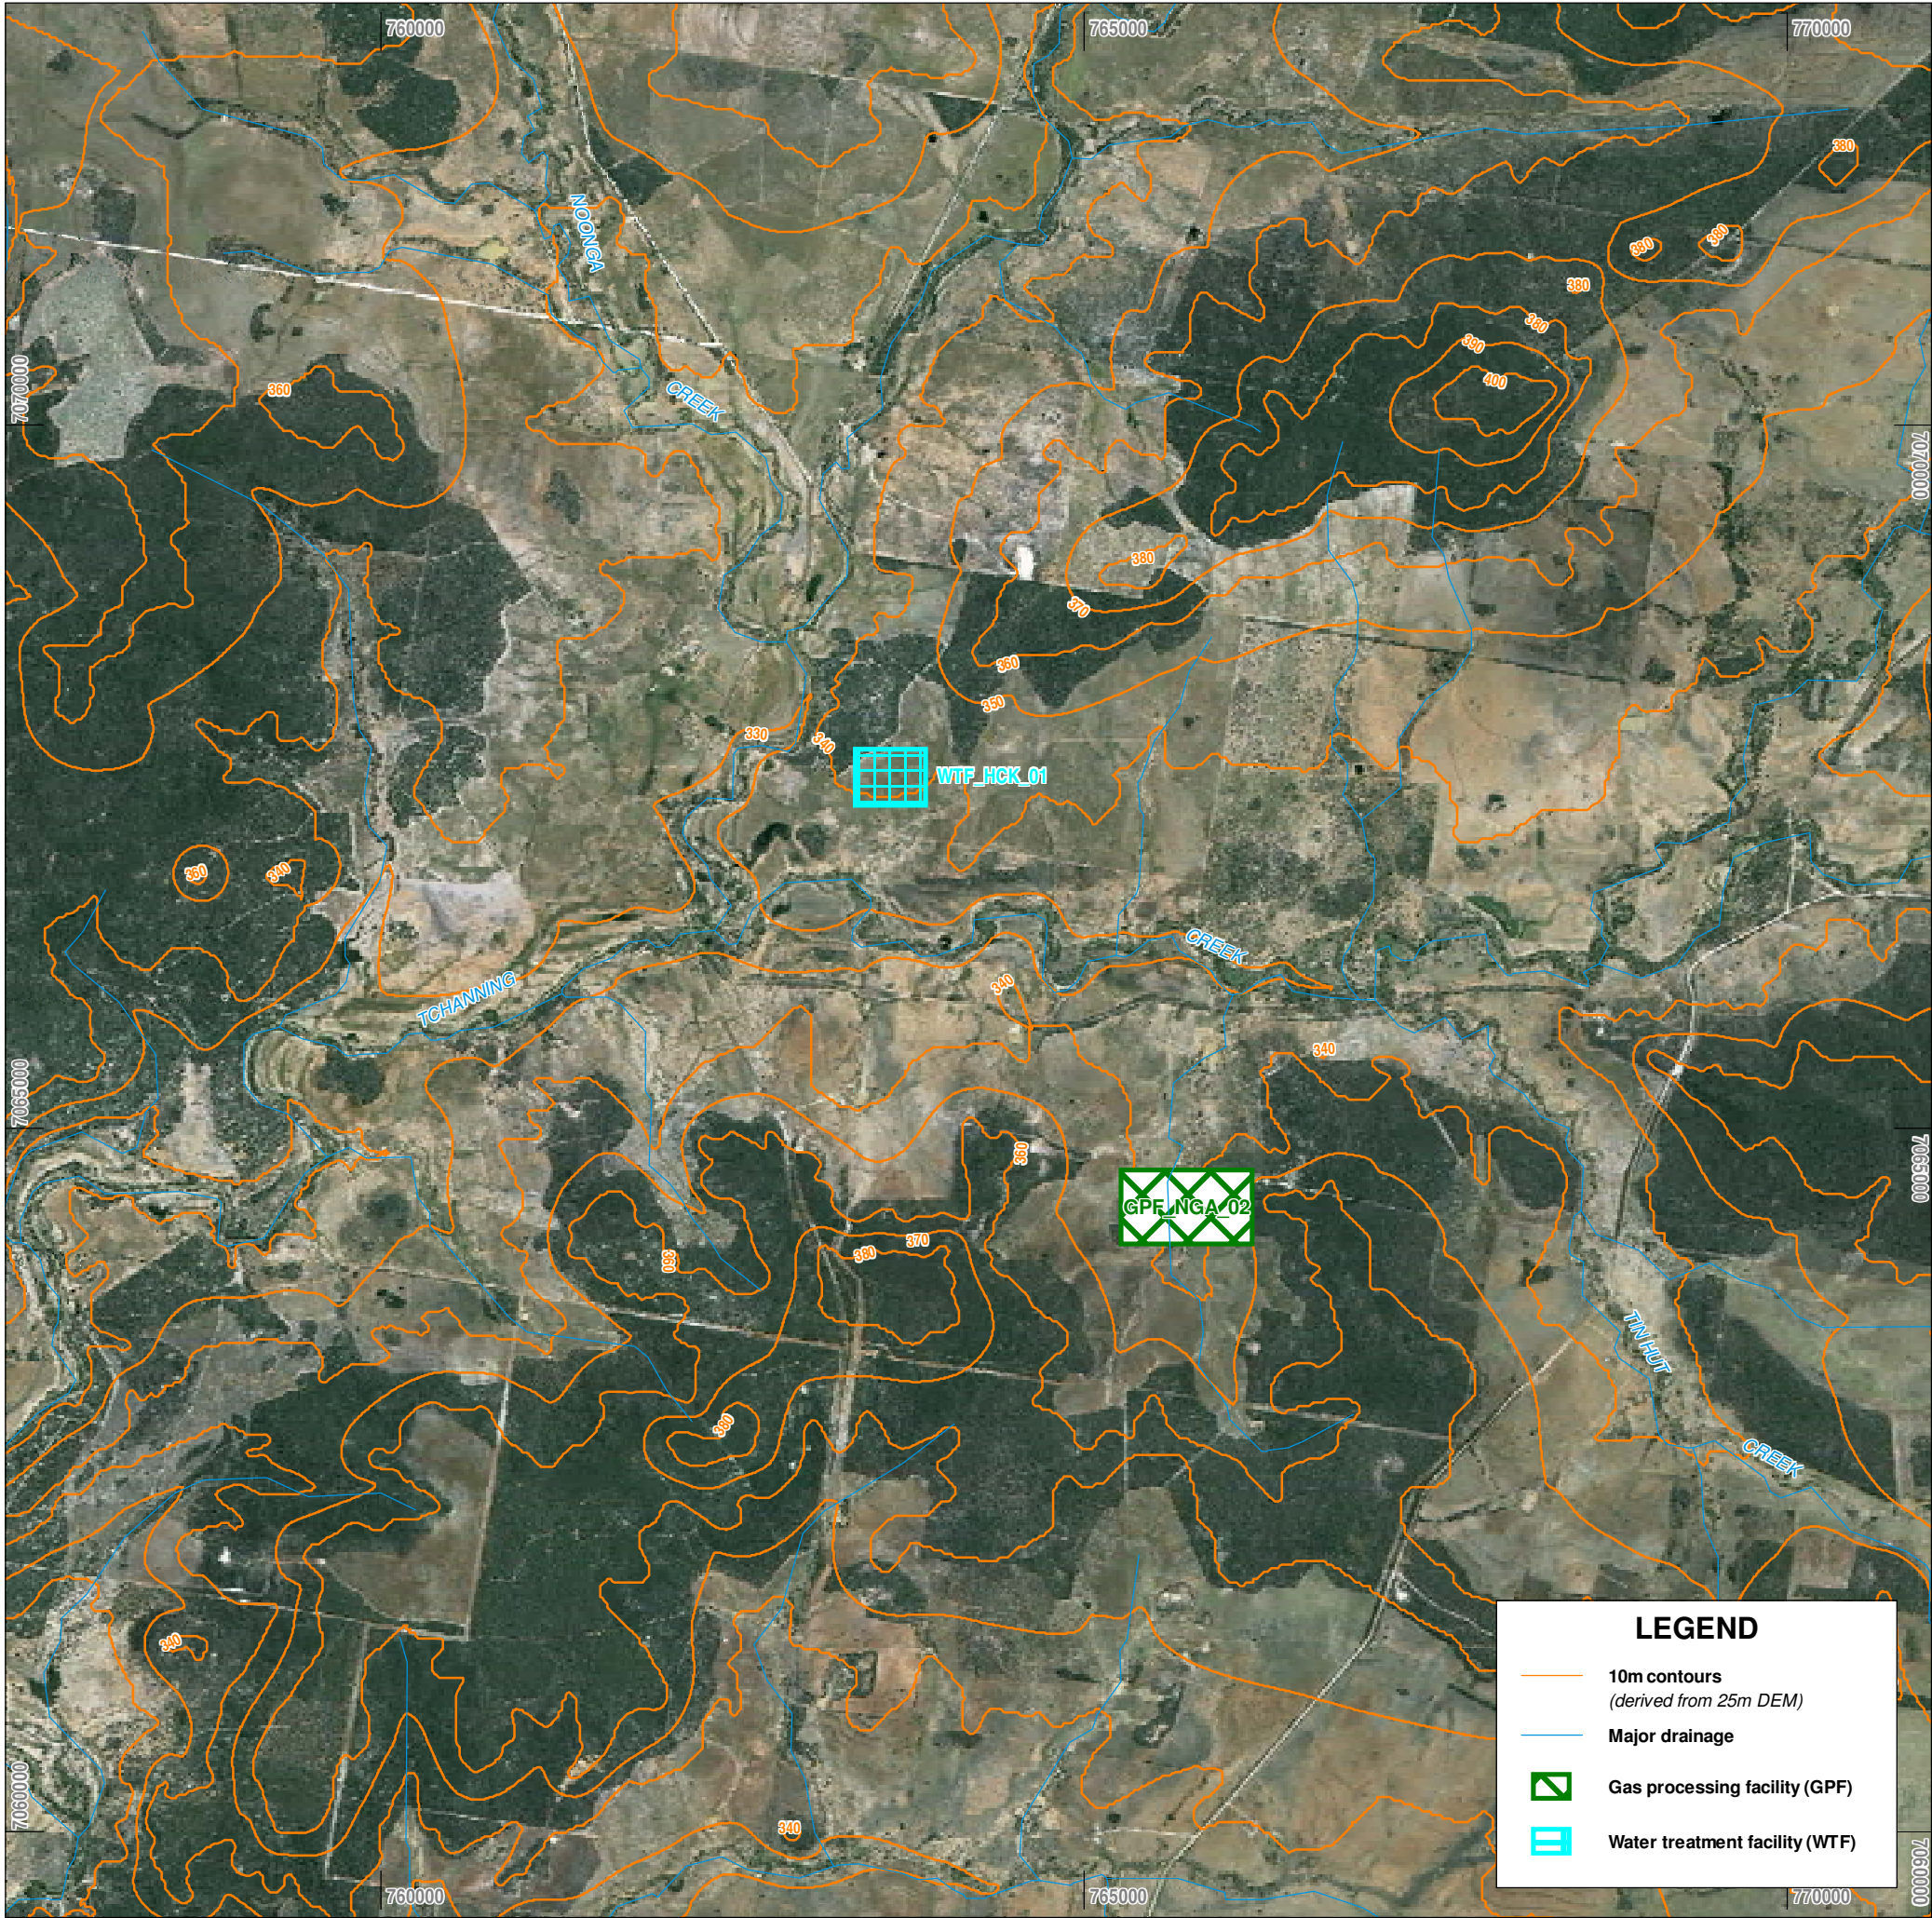 760000
765000
770000
380
NOONGA
380
380
380
380
390
400
7070000
7070000
360
CREEK
380
370
360
350
330
340
WTF_HCK_01
360
340
CREEK
340
TCHANNING
340
7065000
7065000
360
GPF_NGA_02
360
370
380
TIN HUT
380
CREEK
340
340
7060000
7060000
LEGEND
10m contours
(derived from 25m DEM)
Major drainage
Gas processing facility (GPF)
Water treatment facility (WTF)
760000
765000
770000